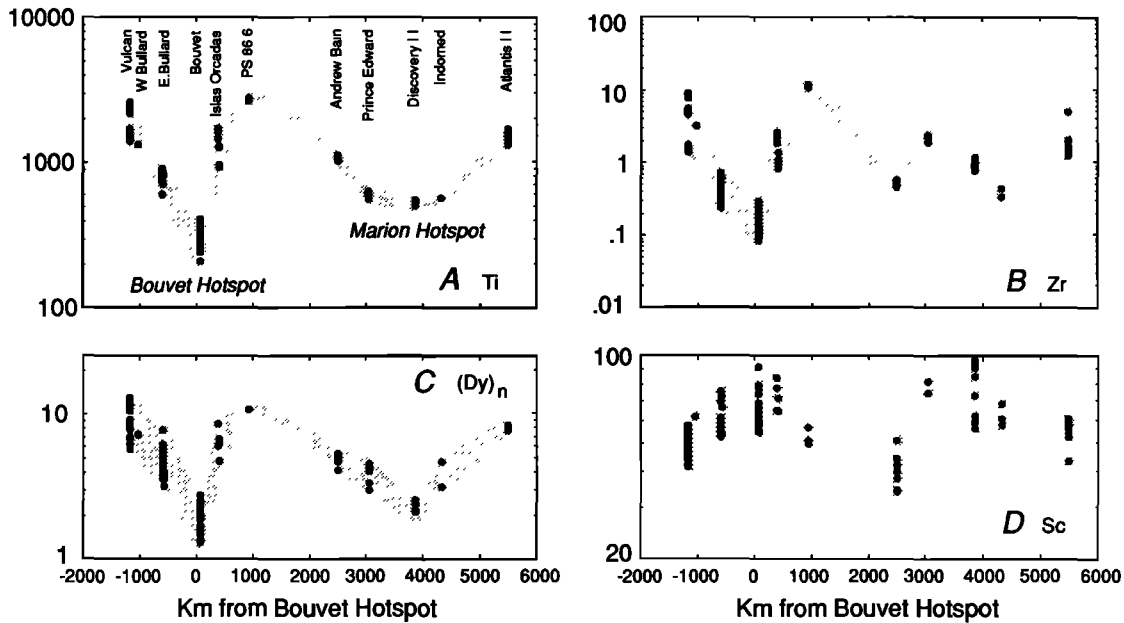 10000
1000
100
Vulcan
W Bullard
E.Bullard
Bouvet
Islas Orcadas
PS 86 6
Andrew Bain
Prince Edward
Discovery II
Indomed
Atlantis II
Marion Hotspot
Bouvet Hotspot
A Ti
100
10
1
.1
.01
B Zr
10
1
C (Dy)n
-2000 -1000 0 1000 2000 3000 4000 5000 6000
Km from Bouvet Hotspot
100
20
D Sc
-2000 -1000 0 1000 2000 3000 4000 5000 6000
Km from Bouvet Hotspot